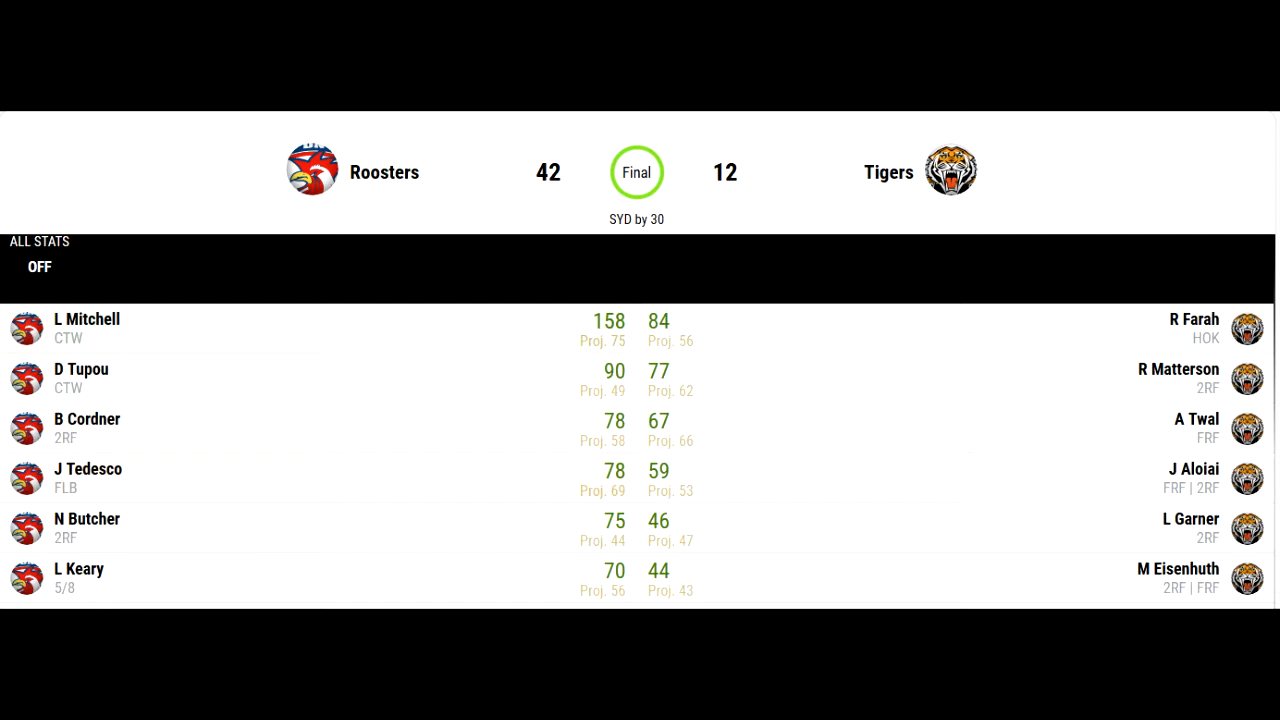 Roosters 42 Final 12 Tigers
SYD by 30
ALL STATS
OFF
L Mitchell 158 84 R Farah
CTW Proj. 75 Proj. 56 HOK
D Tupou 90 77 R Matterson
CTW Proj. 49 Proj. 62 2RF
B Cordner 78 67 A Twal
2RF Proj. 58 Proj. 66 FRF
J Tedesco 78 59 J Aloiai
FLB Proj. 69 Proj. 53 FRF | 2RF
N Butcher 75 46 L Garner
2RF Proj. 44 Proj. 47 2RF
L Keary 70 44 M Eisenhuth
5/8 Proj. 56 Proj. 43 2RF | FRF